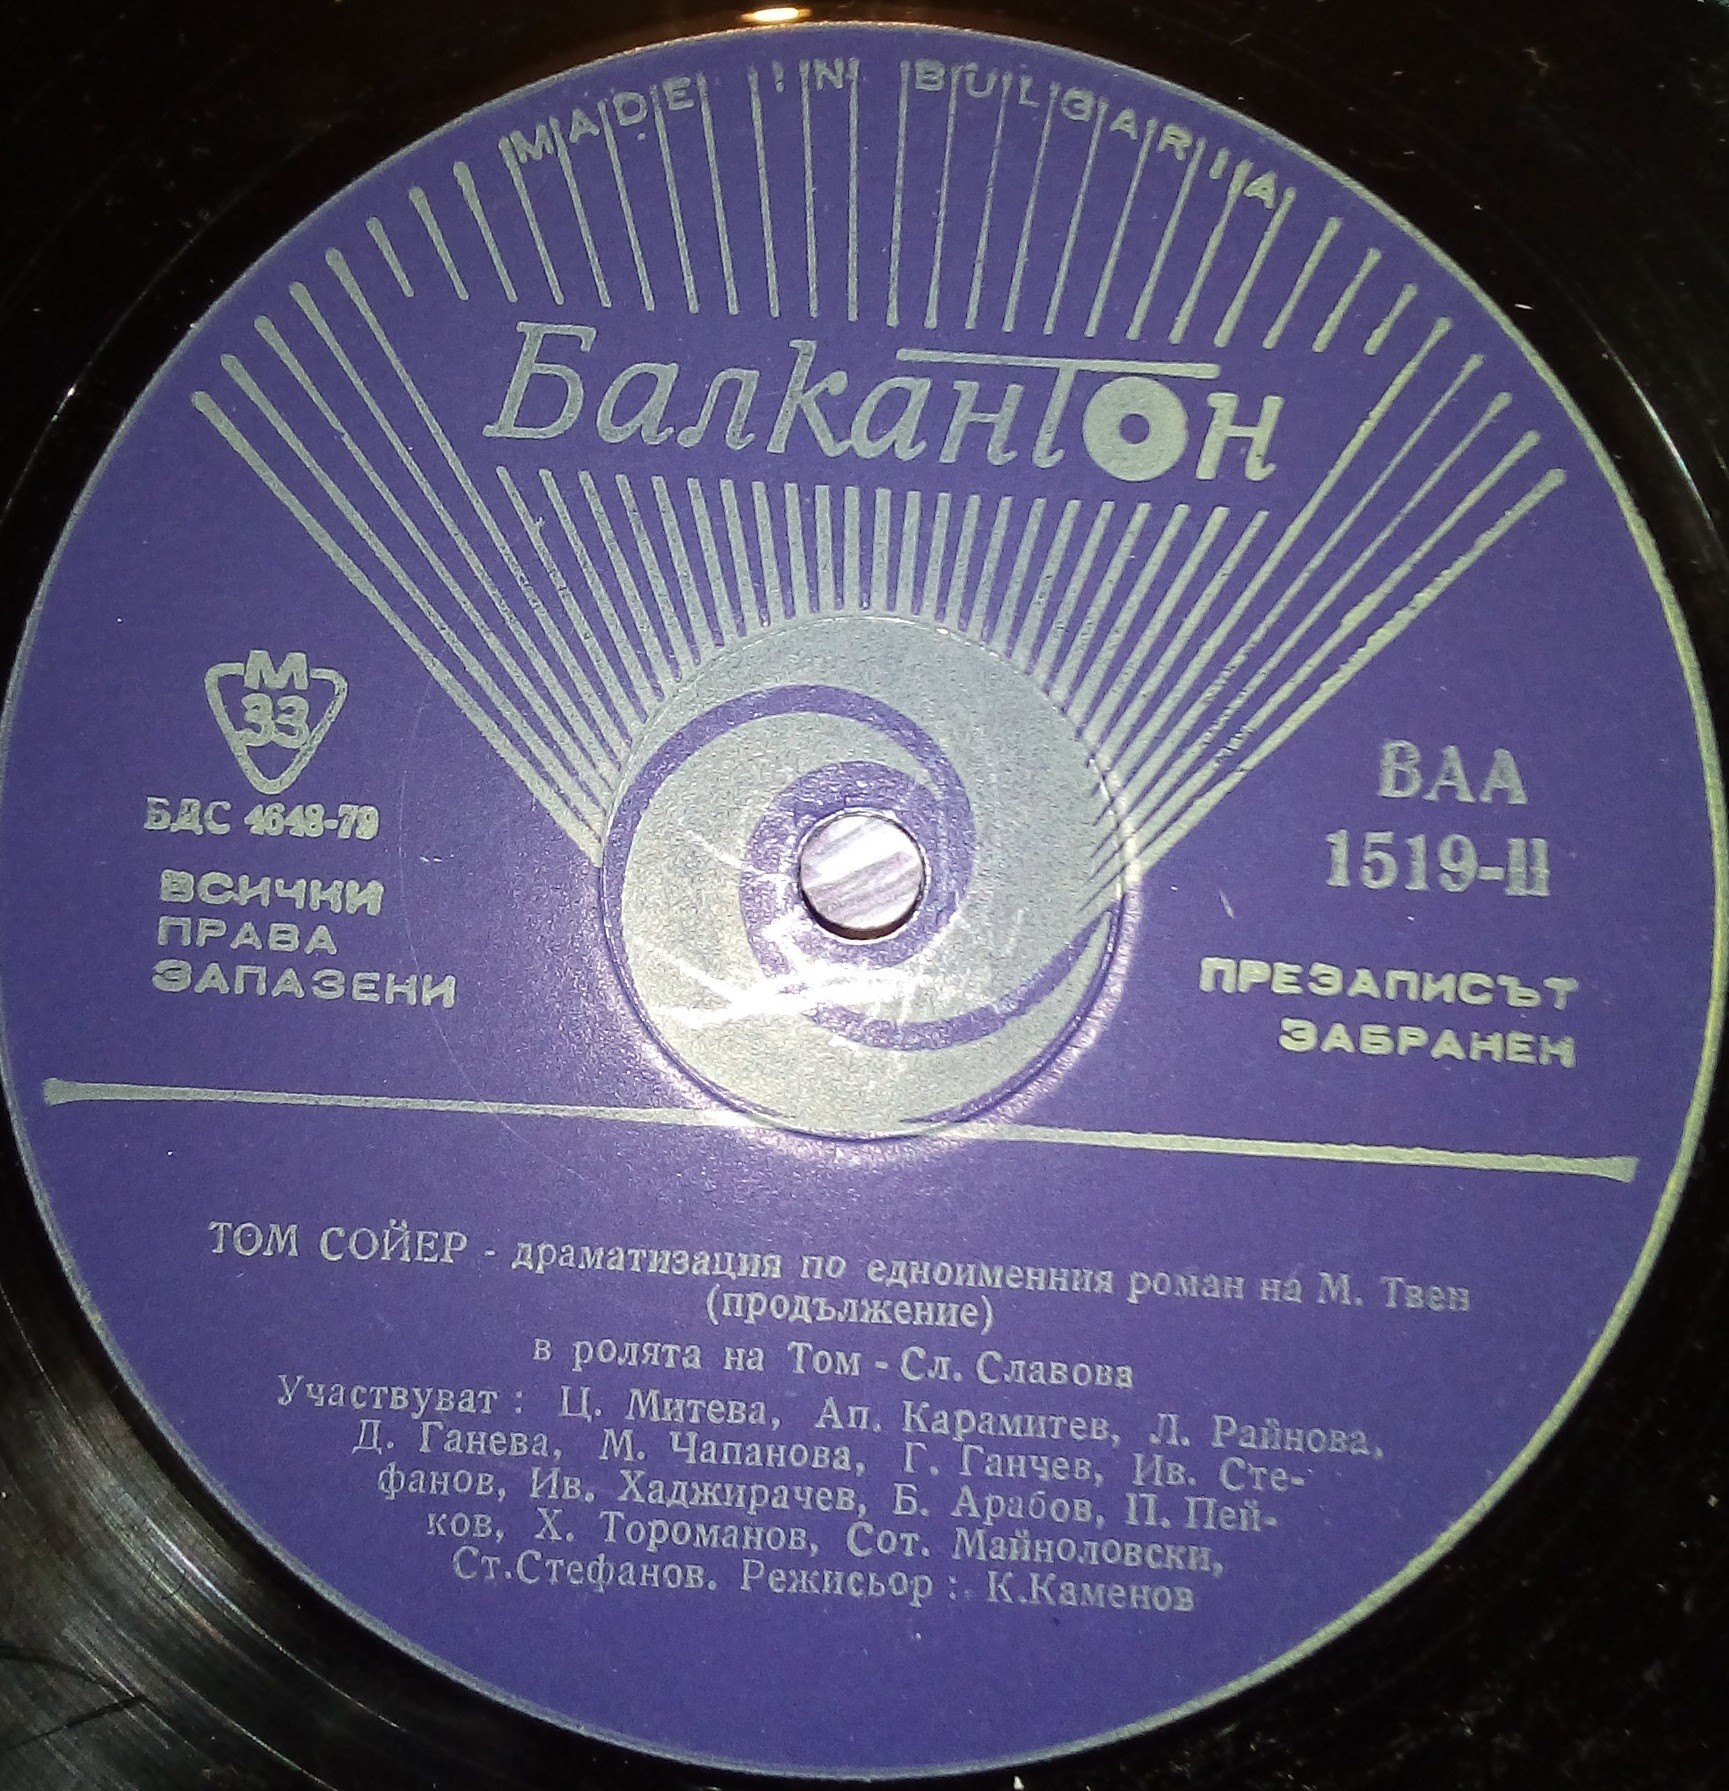 MADE IN BULGARIA
Балкантон
М
33
БДС 4648-79
ВСИЧКИ
ПРАВА
ЗАПАЗЕНИ
ВАА
1519-II
ПРЕЗАПИСЪТ
ЗАБРАНЕН
ТОМ СОЙЕР - драматизация по едноименния роман на М. Твен
(продължение)
в ролята на Том - Сл. Славова
Участвуват : Ц. Митева, Ап. Карамитев, Л. Райнова,
Д. Ганева, М. Чапанова, Г. Ганчев, Ив. Сте-
фанов, Ив. Хаджирачев, Б. Арабов, П. Пей-
ков, Х. Тороманов, Сот. Майноловски,
Ст.Стефанов. Режисьор : К.Каменов